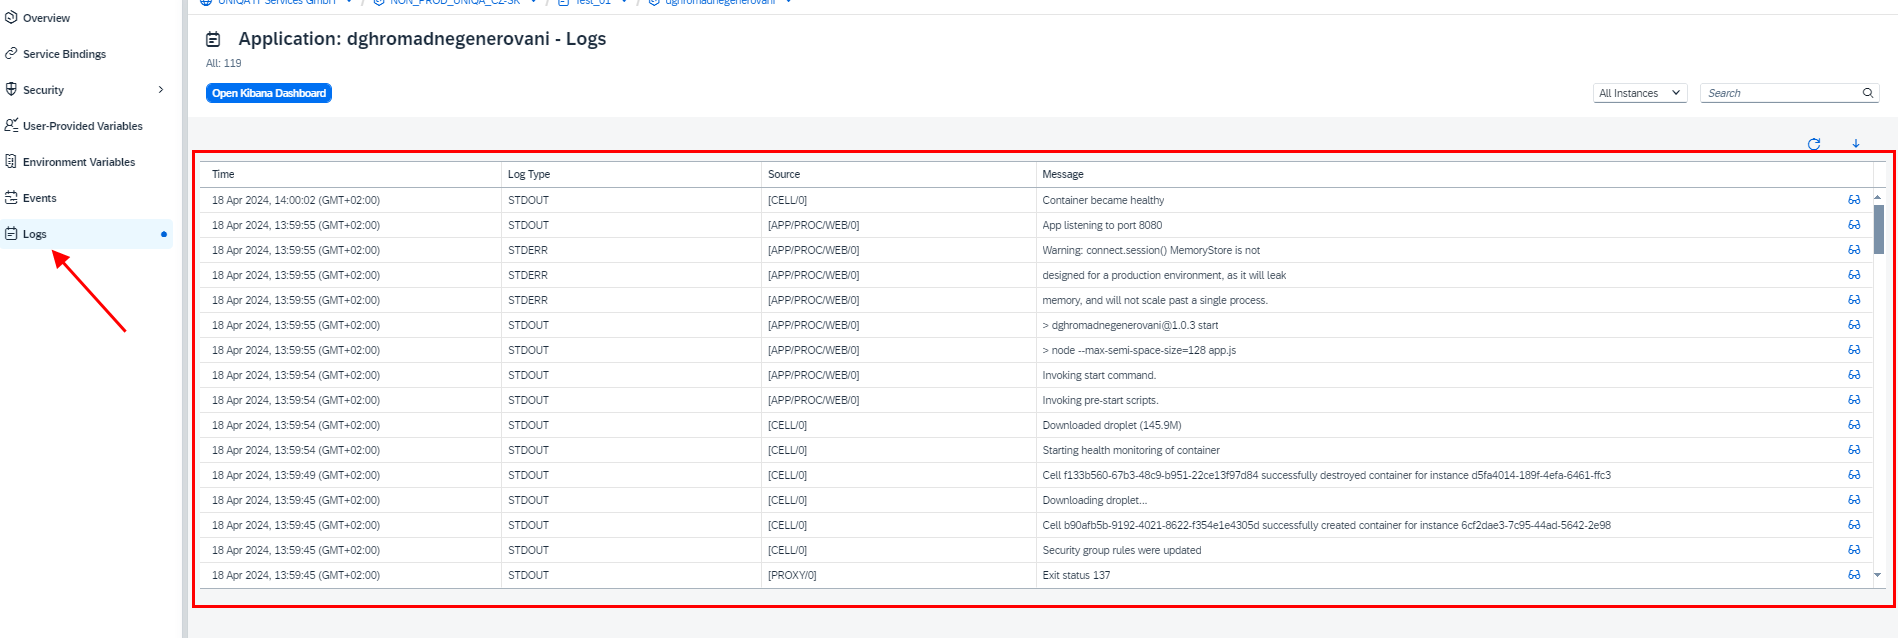 Overview
Service Bindings
Security
User-Provided Variables
Environment Variables
Events
Logs
UNIQA IT Services GmbH / NON_PROD_UNIQA_CZ-SK / Test_01 / dghromadnegenerovani
Application: dghromadnegenerovani - Logs
All: 119
Open Kibana Dashboard
All Instances
Search
Time Log Type Source Message
18 Apr 2024, 14:00:02 (GMT+02:00) STDOUT [CELL/0] Container became healthy
18 Apr 2024, 13:59:55 (GMT+02:00) STDOUT [APP/PROC/WEB/0] App listening to port 8080
18 Apr 2024, 13:59:55 (GMT+02:00) STDERR [APP/PROC/WEB/0] Warning: connect.session() MemoryStore is not
18 Apr 2024, 13:59:55 (GMT+02:00) STDERR [APP/PROC/WEB/0] designed for a production environment, as it will leak
18 Apr 2024, 13:59:55 (GMT+02:00) STDERR [APP/PROC/WEB/0] memory, and will not scale past a single process.
18 Apr 2024, 13:59:55 (GMT+02:00) STDOUT [APP/PROC/WEB/0] > dghromadnegenerovani@1.0.3 start
18 Apr 2024, 13:59:55 (GMT+02:00) STDOUT [APP/PROC/WEB/0] > node --max-semi-space-size=128 app.js
18 Apr 2024, 13:59:54 (GMT+02:00) STDOUT [APP/PROC/WEB/0] Invoking start command.
18 Apr 2024, 13:59:54 (GMT+02:00) STDOUT [APP/PROC/WEB/0] Invoking pre-start scripts.
18 Apr 2024, 13:59:54 (GMT+02:00) STDOUT [CELL/0] Downloaded droplet (145.9M)
18 Apr 2024, 13:59:54 (GMT+02:00) STDOUT [CELL/0] Starting health monitoring of container
18 Apr 2024, 13:59:49 (GMT+02:00) STDOUT [CELL/0] Cell f133b560-67b3-48c9-b951-22ce13f97d84 successfully destroyed container for instance d5fa4014-189f-4efa-6461-ffc3
18 Apr 2024, 13:59:45 (GMT+02:00) STDOUT [CELL/0] Downloading droplet...
18 Apr 2024, 13:59:45 (GMT+02:00) STDOUT [CELL/0] Cell b90afb5b-9192-4021-8622-f354e1e4305d successfully created container for instance 6cf2dae3-7c95-44ad-5642-2e98
18 Apr 2024, 13:59:45 (GMT+02:00) STDOUT [CELL/0] Security group rules were updated
18 Apr 2024, 13:59:45 (GMT+02:00) STDOUT [PROXY/0] Exit status 137